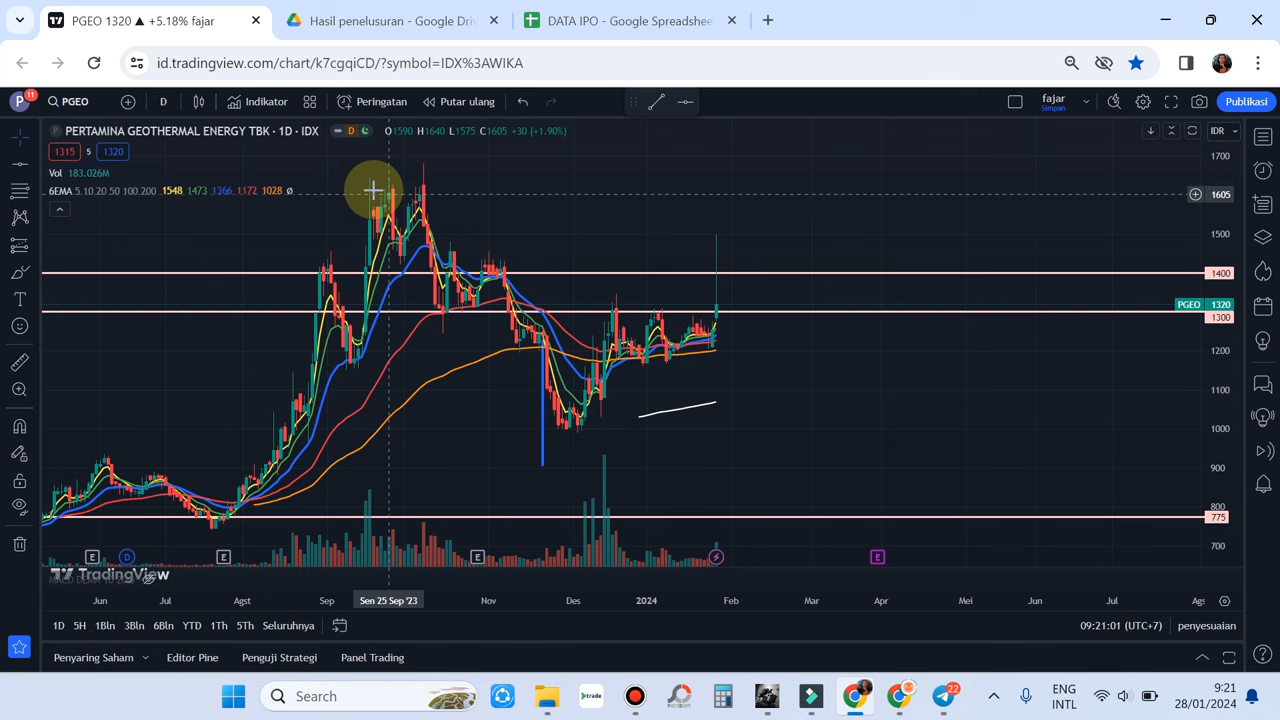 PGEO 1320 ▲ +5.18% fajar
Hasil penelusuran - Google Driv
DATA IPO - Google Spreadshee
id.tradingview.com/chart/k7cgqiCD/?symbol=IDX%3AWIKA
P 11 PGEO D Indikator Peringatan Putar ulang fajar Simpan Publikasi
P PERTAMINA GEOTHERMAL ENERGY TBK · 1D · IDX D O1590 H1640 L1575 C1605 +30 (+1.90%) IDR
1315 5 1320
Vol 183.026M
6EMA 5 10 20 50 100 200 1548 1473 1366 1172 1028 ø
1700
1605
1500
1400
PGEO 1320
1300
1200
1100
1000
900
800
775
700
E D E E E
TradingView
Jun Jul Agst Sep Sen 25 Sep '23 Nov Des 2024 Feb Mar Apr Mei Jun Jul Ags
1D 5H 1Bln 3Bln 6Bln YTD 1Th 5Th Seluruhnya 09:21:01 (UTC+7) penyesuaian
Penyaring Saham Editor Pine Penguji Strategi Panel Trading
Search trade 22 ENG INTL 9:21 28/01/2024